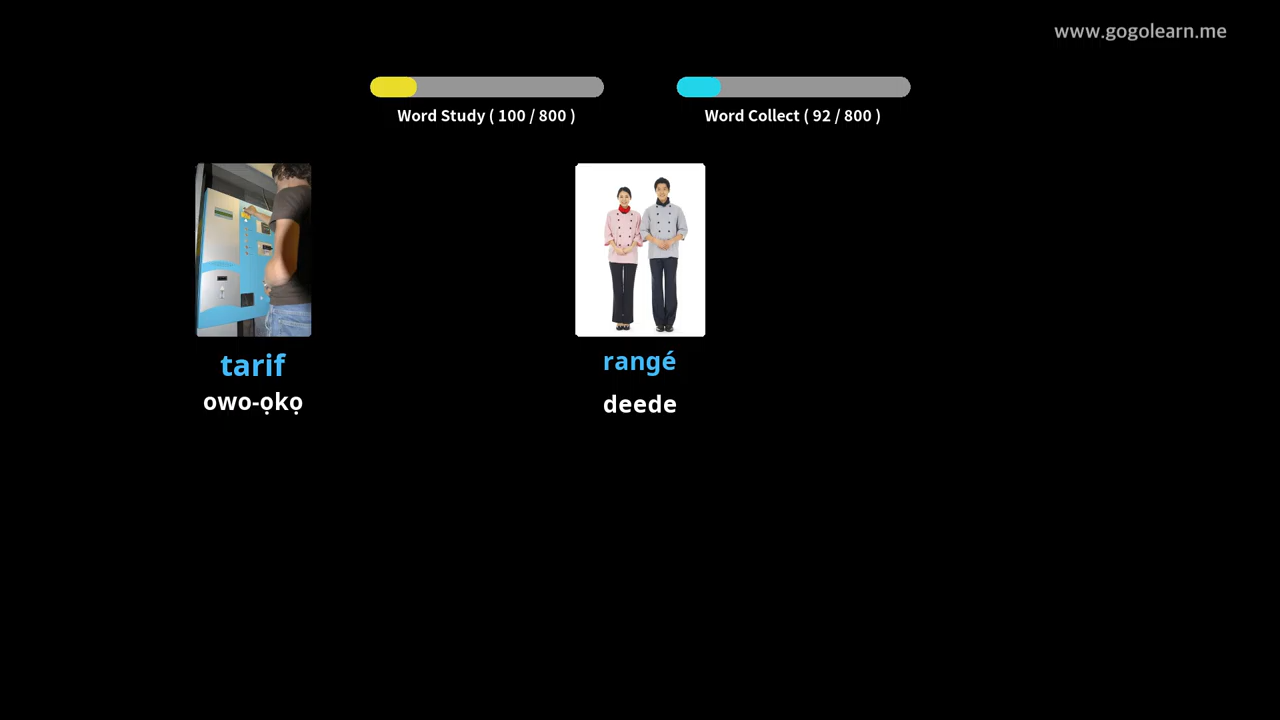 www.gogolearn.me
Word Study ( 100 / 800 )
Word Collect ( 92 / 800 )
tarif
owo-ọkọ
rangé
deede